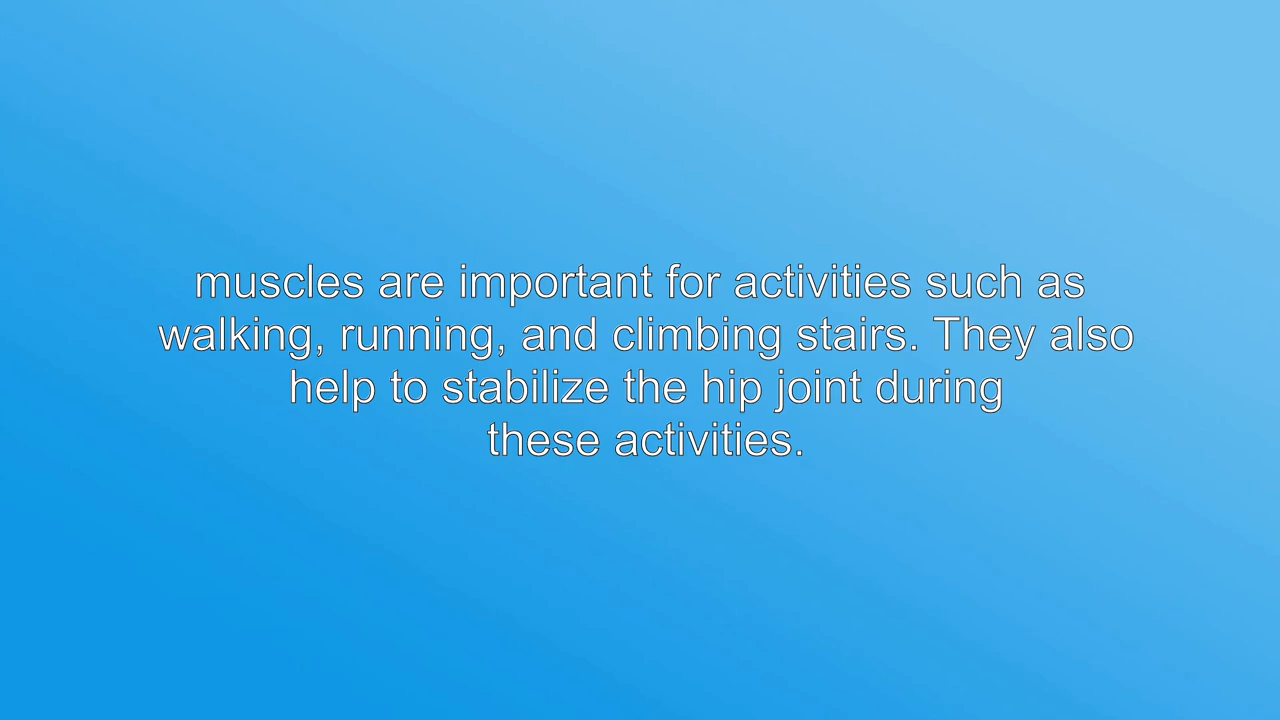 muscles are important for activities such as
walking, running, and climbing stairs. They also
help to stabilize the hip joint during
these activities.